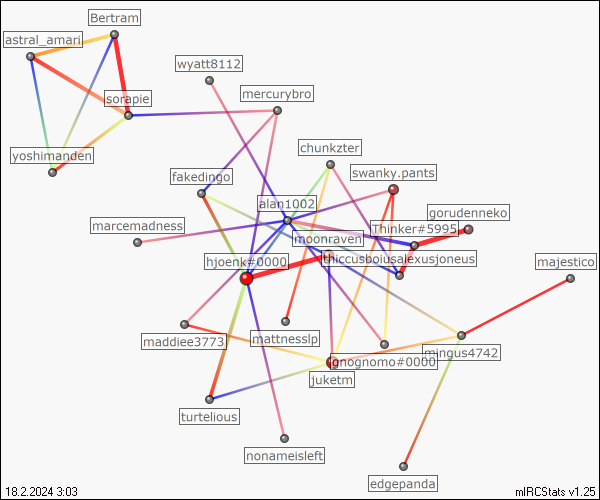 Bertram
astral_amari
wyatt8112
mercurybro
sorapie
chunkzter
yoshimanden
swanky.pants
fakedingo
alan1002
gorudenneko
marcemadness
Thinker#5995
moonraven
hjoenk#0000
thiccusboiusalexusjoneus
majestico
maddiee3773
mattnesslp
gnognomo#0000
mingus4742
juketm
turtelious
nonameisleft
edgepanda
18.2.2024 3:03
mIRCStats v1.25